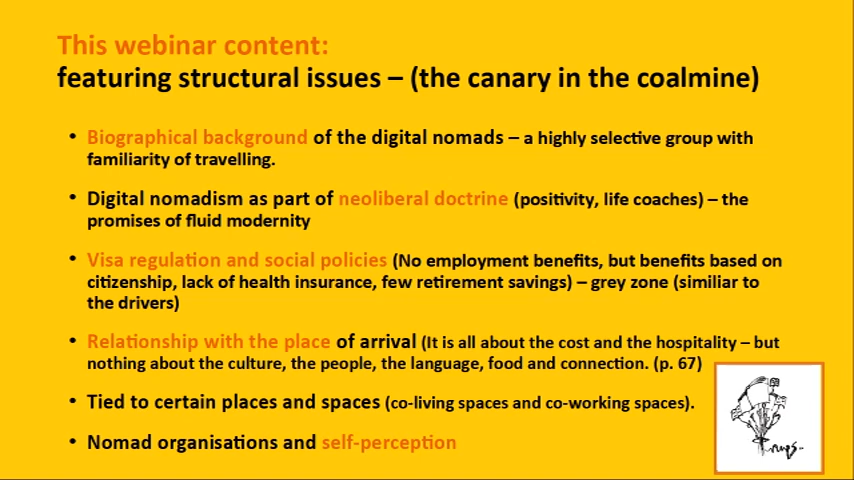 This webinar content:
featuring structural issues – (the canary in the coalmine)
• Biographical background of the digital nomads – a highly selective group with
familiarity of travelling.
• Digital nomadism as part of neoliberal doctrine (positivity, life coaches) – the
promises of fluid modernity
• Visa regulation and social policies (No employment benefits, but benefits based on
citizenship, lack of health insurance, few retirement savings) – grey zone (similiar to
the drivers)
• Relationship with the place of arrival (It is all about the cost and the hospitality – but
nothing about the culture, the people, the language, food and connection. (p. 67)
• Tied to certain places and spaces (co-living spaces and co-working spaces).
• Nomad organisations and self-perception